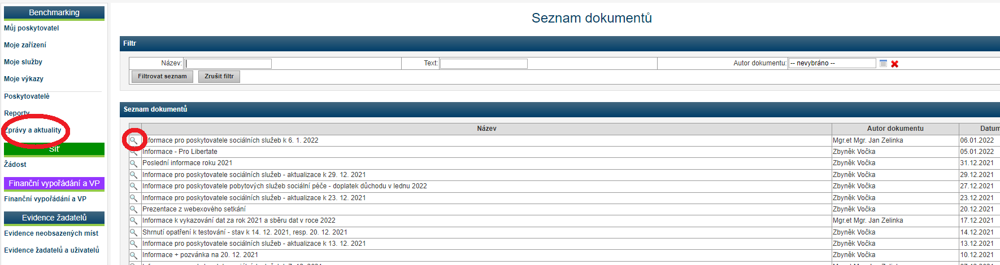 Benchmarking
Můj poskytovatel
Moje zařízení
Moje služby
Moje výkazy
Poskytovatelé
Reporty
Zprávy a aktuality
Síť
Žádost
Finanční vypořádání a VP
Finanční vypořádání a VP
Evidence žadatelů
Evidence neobsazených míst
Evidence žadatelů a uživatelů
Seznam dokumentů
Filtr
Název: Text: Autor dokumentu: -- nevybráno --
Filtrovat seznam Zrušit filtr
Seznam dokumentů
Název Autor dokumentu Datum
Informace pro poskytovatele sociálních služeb k 6. 1. 2022 Mgr.et Mgr. Jan Zelinka 06.01.2022
Informace - Pro Libertate Zbyněk Vočka 05.01.2022
Poslední informace roku 2021 Zbyněk Vočka 31.12.2021
Informace pro poskytovatele sociálních služeb - aktualizace k 29. 12. 2021 Zbyněk Vočka 29.12.2021
Informace pro poskytovatele pobytových služeb sociální péče - doplatek důchodu v lednu 2022 Zbyněk Vočka 27.12.2021
Informace pro poskytovatele sociálních služeb - aktualizace k 23. 12. 2021 Zbyněk Vočka 23.12.2021
Prezentace z webexového setkání Zbyněk Vočka 20.12.2021
Informace k vykazování dat za rok 2021 a sběru dat v roce 2022 Mgr.et Mgr. Jan Zelinka 17.12.2021
Shrnutí opatření k testování - stav k 14. 12. 2021, resp. 20. 12. 2021 Zbyněk Vočka 14.12.2021
Informace pro poskytovatele sociálních služeb - aktualizace k 13. 12. 2021 Zbyněk Vočka 13.12.2021
Informace + pozvánka na 20. 12. 2021 Zbyněk Vočka 10.12.2021